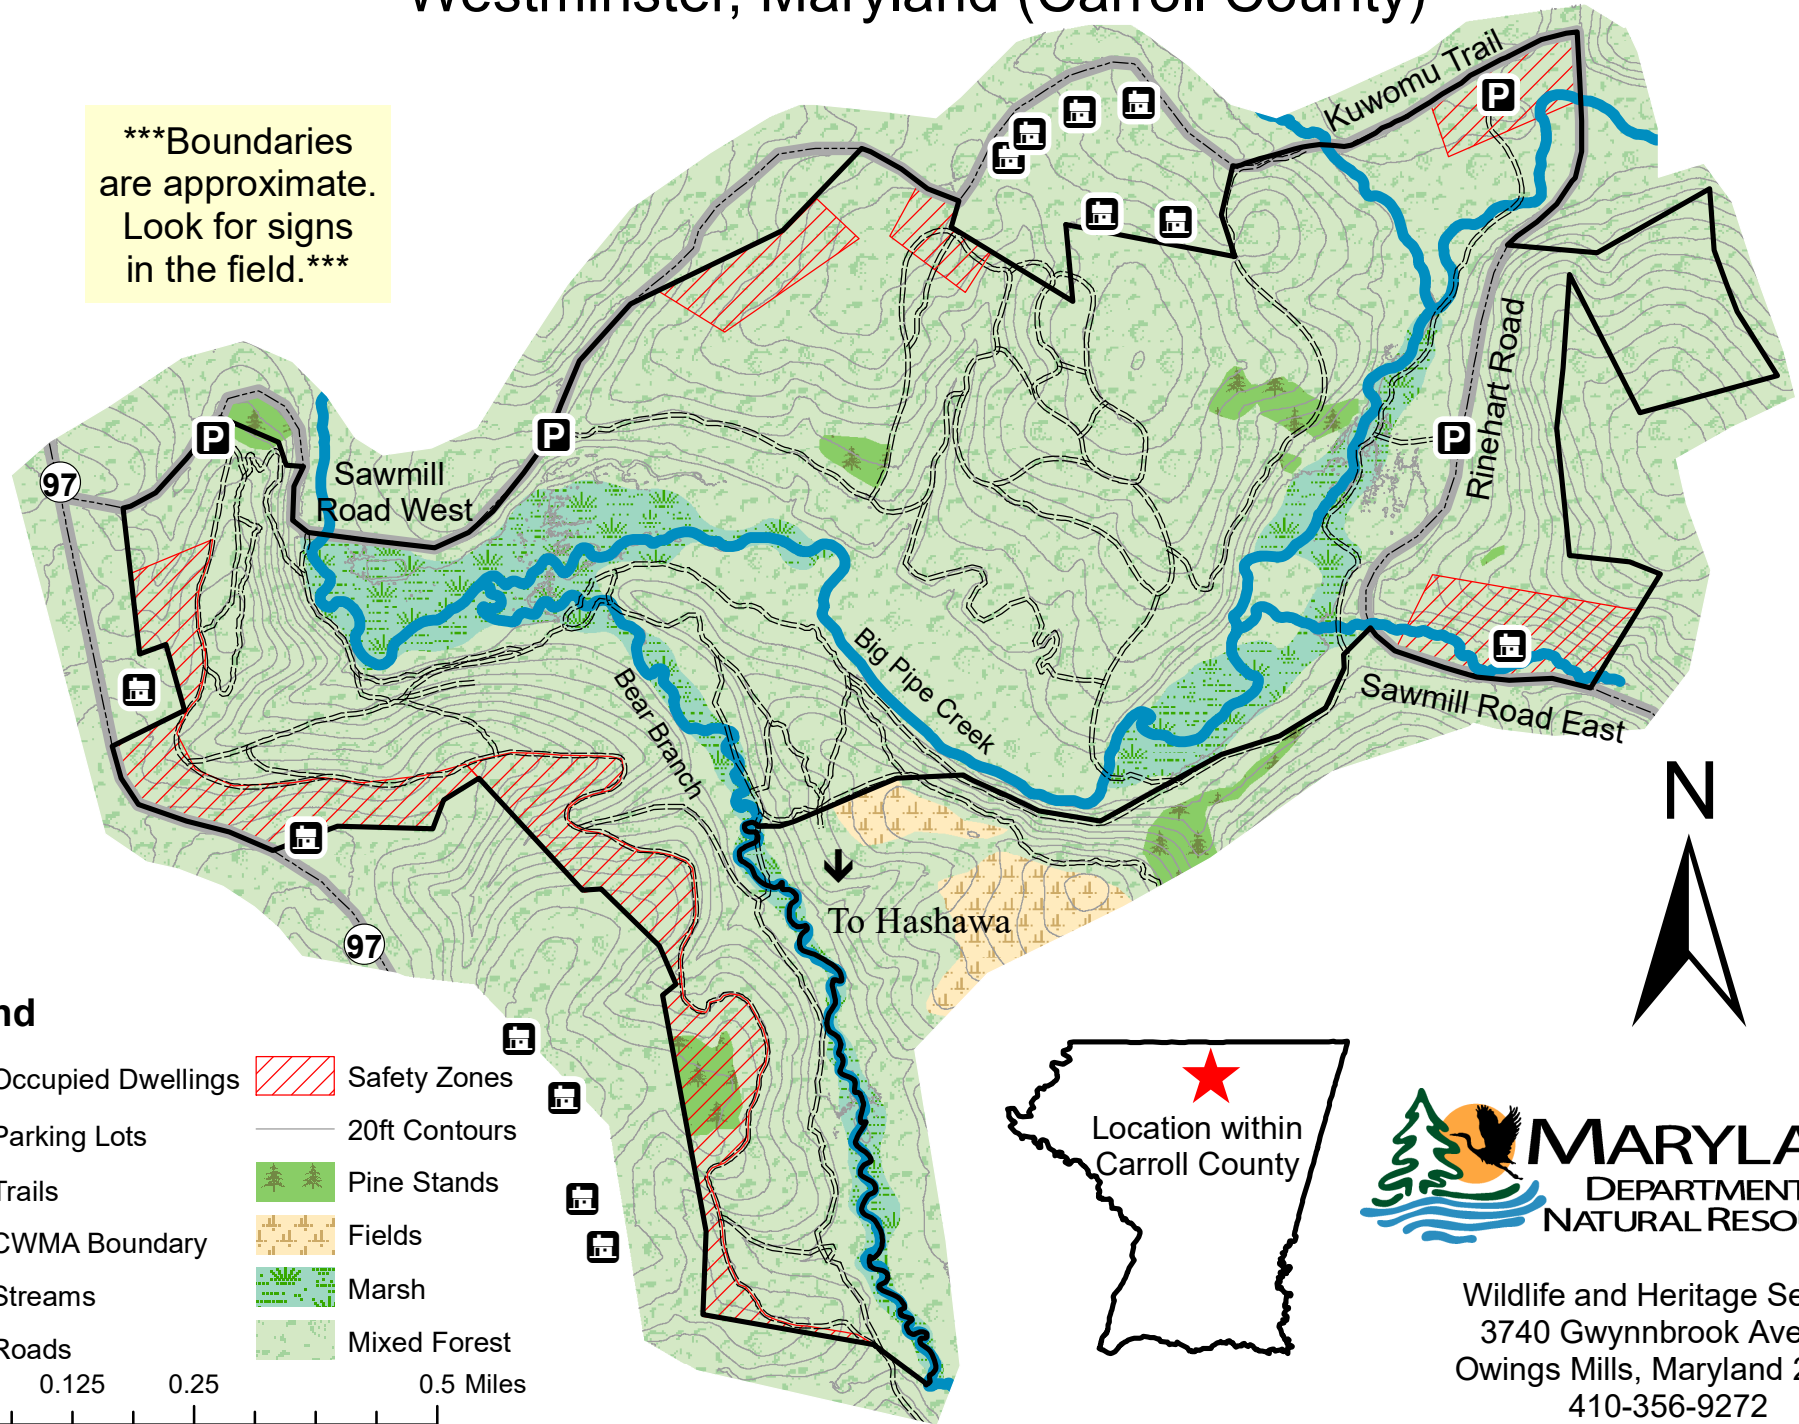 Westminster, Maryland (Carroll County)
***Boundaries
are approximate.
Look for signs
in the field.***
Kuwomu Trail
P
Rinehart Road
P
P
P
97
Sawmill
Road West
Big Pipe Creek
Bear Branch
Sawmill Road East
To Hashawa
97
N
nd
Occupied Dwellings
Parking Lots
Trails
CWMA Boundary
Streams
Roads
Safety Zones
20ft Contours
Pine Stands
Fields
Marsh
Mixed Forest
0.125 0.25 0.5 Miles
Location within
Carroll County
MARYLA
DEPARTMENT
NATURAL RESO
Wildlife and Heritage Se
3740 Gwynnbrook Ave
Owings Mills, Maryland 2
410-356-9272